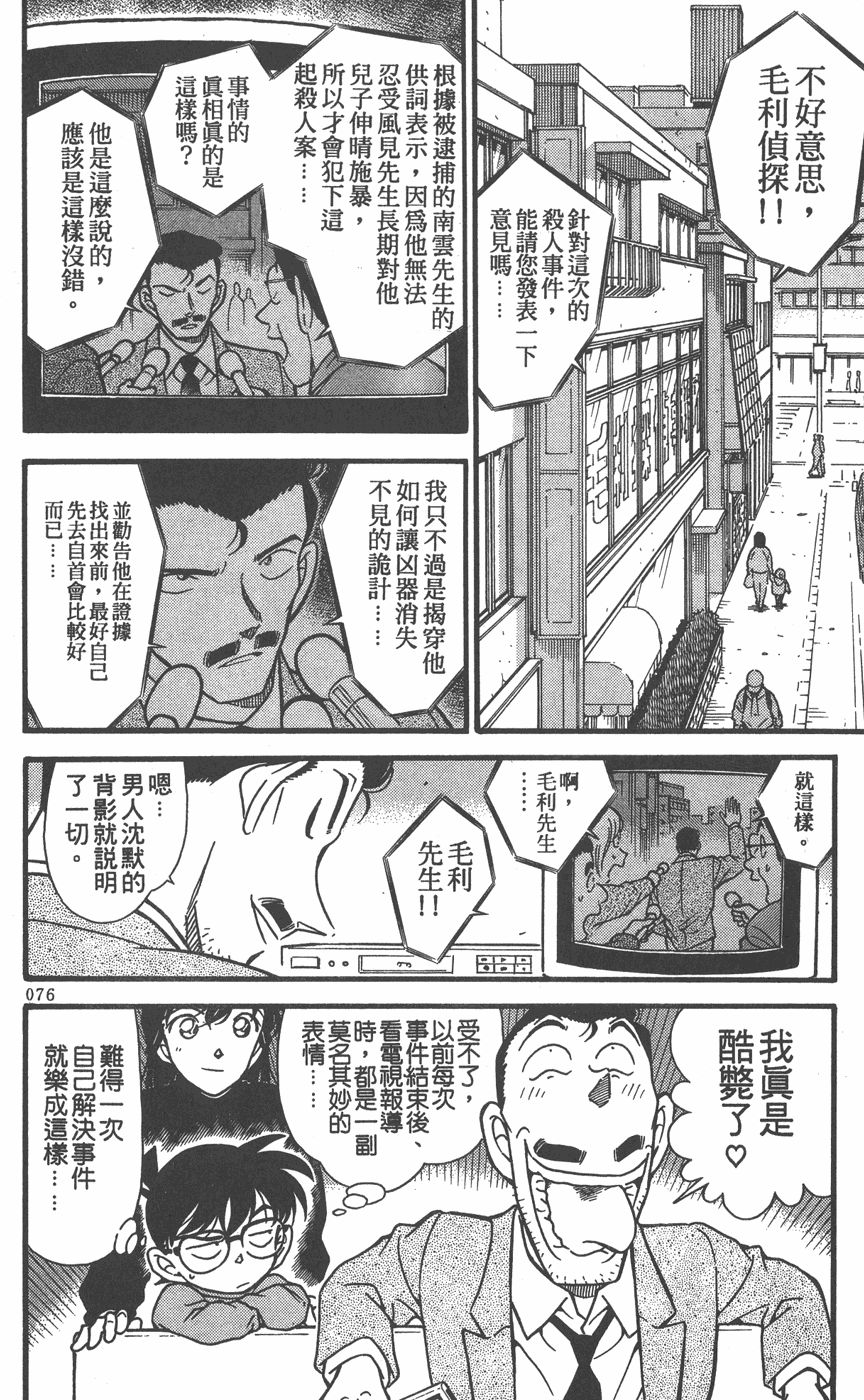 不好意思，
毛利偵探!!
針對這次的
殺人事件，
能請您發表一下
意見嗎……
根據被逮捕的南雲先生的
供詞表示，因為他無法
忍受風見先生長期對他
兒子伸晴施暴，
所以才會犯下這
起殺人案……
事情的
眞相眞的是
這樣嗎？
他是這麼說的，
應該是這樣沒錯。
我只不過是揭穿他
如何讓凶器消失
不見的詭計……
並勸告他在證據
找出來前，最好自己
先去自首會比較好
而已……
就這樣。
啊，
毛利先生
……
毛利
先生!!
嗯…
男人沈默的
背影就説明
了一切。
076
我眞是
酷斃了♡
受不了，
以前每次
事件結束後、
看電視報導
時，都是一副
莫名其妙的
表情……
難得一次
自己解決事件
就樂成這樣……